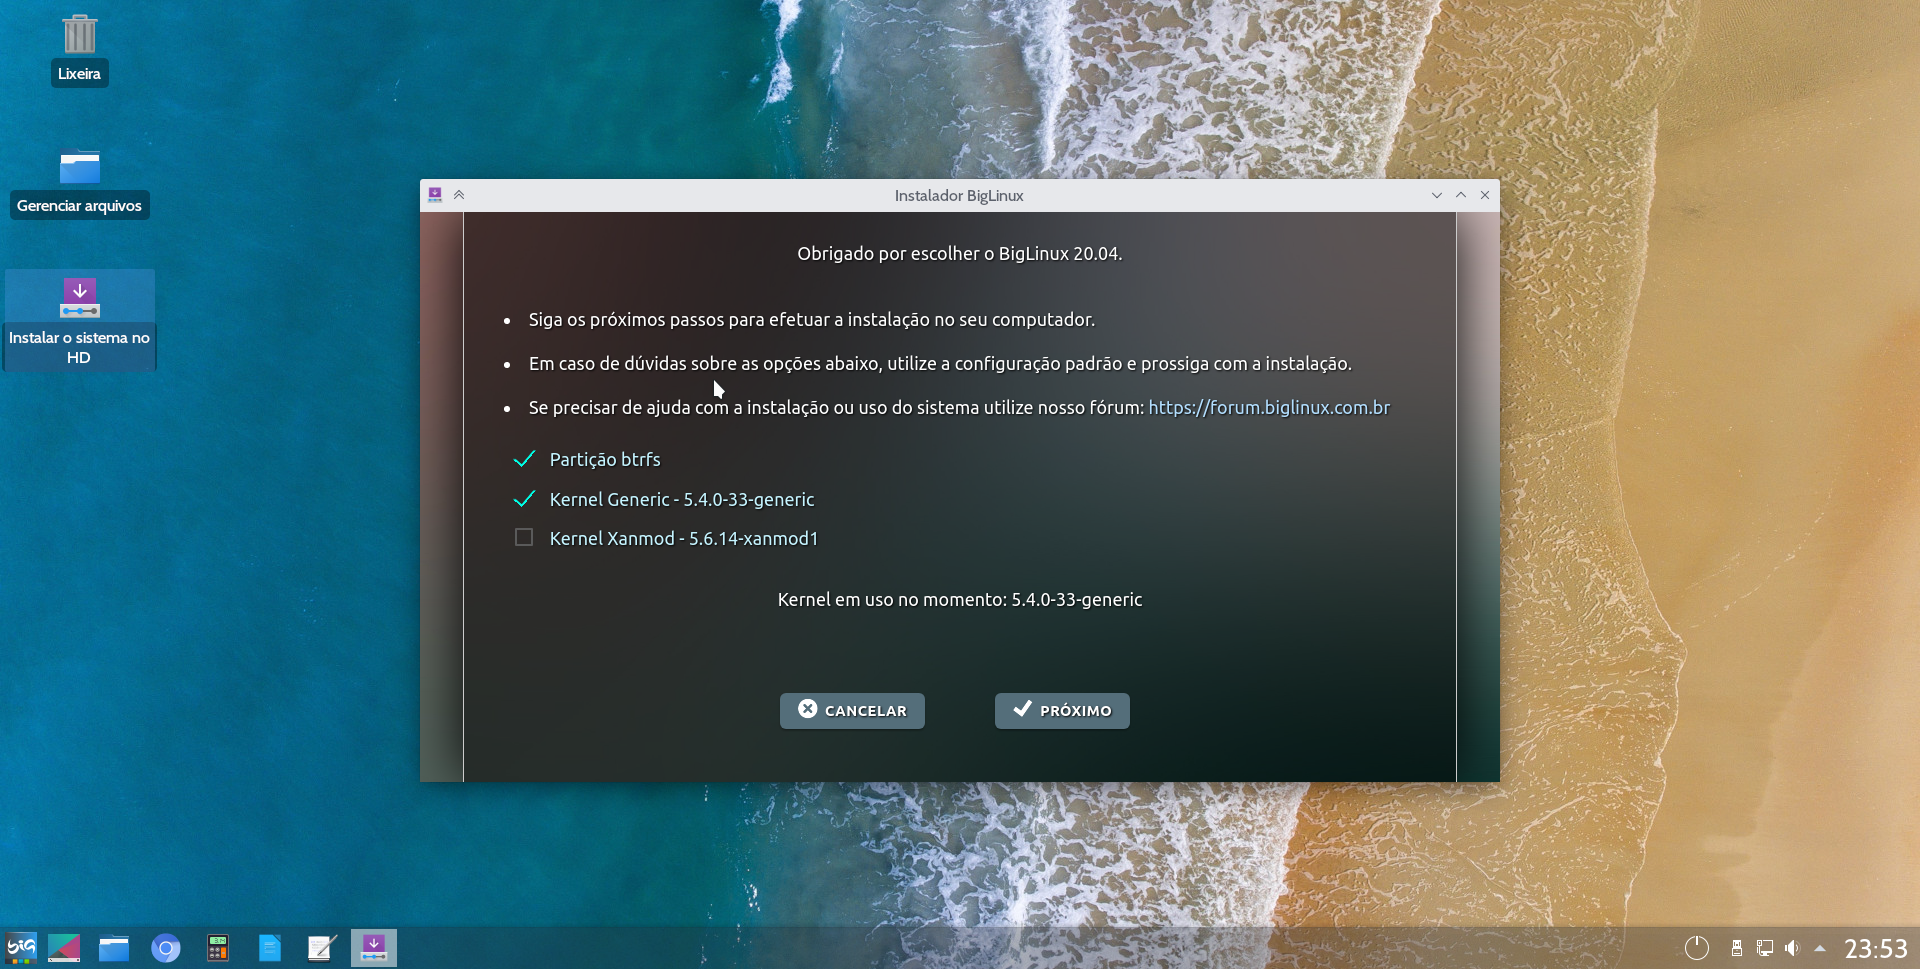 Lixeira
Gerenciar arquivos
Instalar o sistema no
HD
Instalador BigLinux
Obrigado por escolher o BigLinux 20.04.
Siga os próximos passos para efetuar a instalação no seu computador.
Em caso de dúvidas sobre as opções abaixo, utilize a configuração padrão e prossiga com a instalação.
Se precisar de ajuda com a instalação ou uso do sistema utilize nosso fórum: https://forum.biglinux.com.br
Partição btrfs
Kernel Generic - 5.4.0-33-generic
Kernel Xanmod - 5.6.14-xanmod1
Kernel em uso no momento: 5.4.0-33-generic
CANCELAR
PRÓXIMO
big
23:53